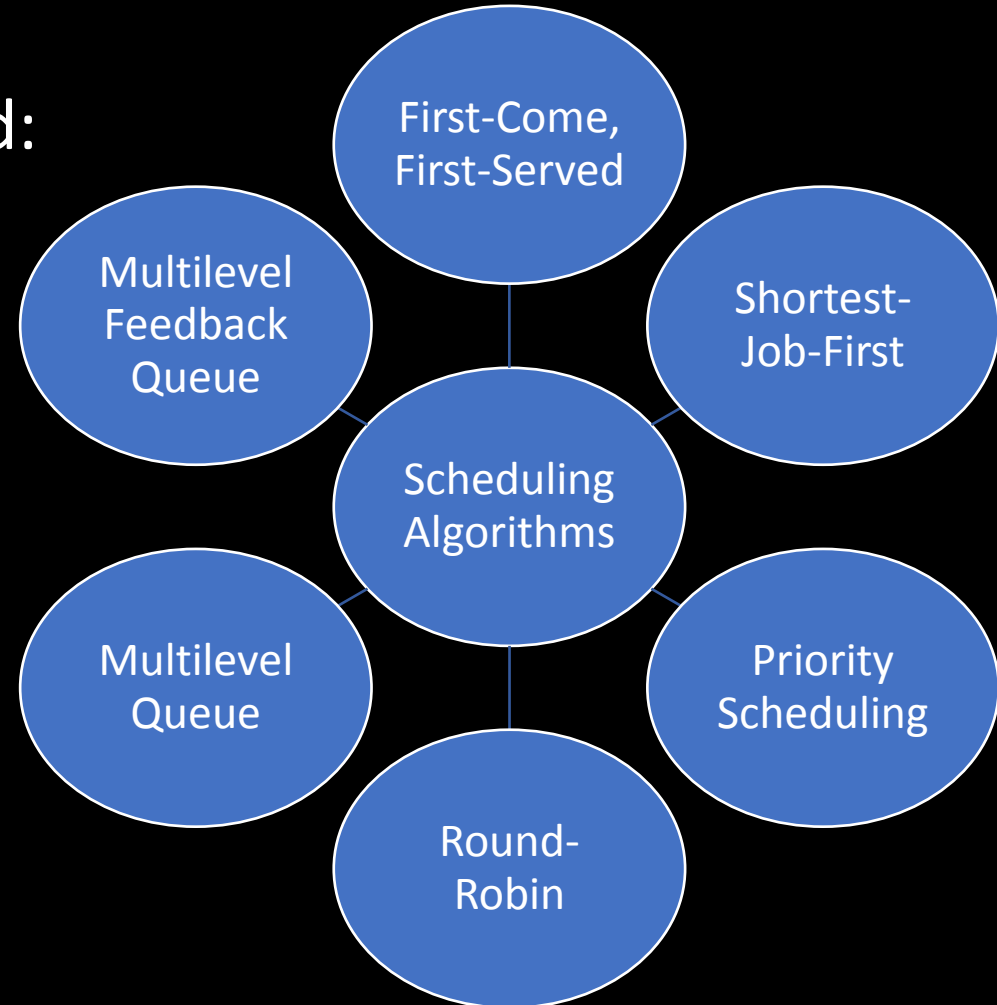 d:
First-Come,
First-Served
Multilevel
Feedback
Queue
Shortest-
Job-First
Scheduling
Algorithms
Multilevel
Queue
Priority
Scheduling
Round-
Robin